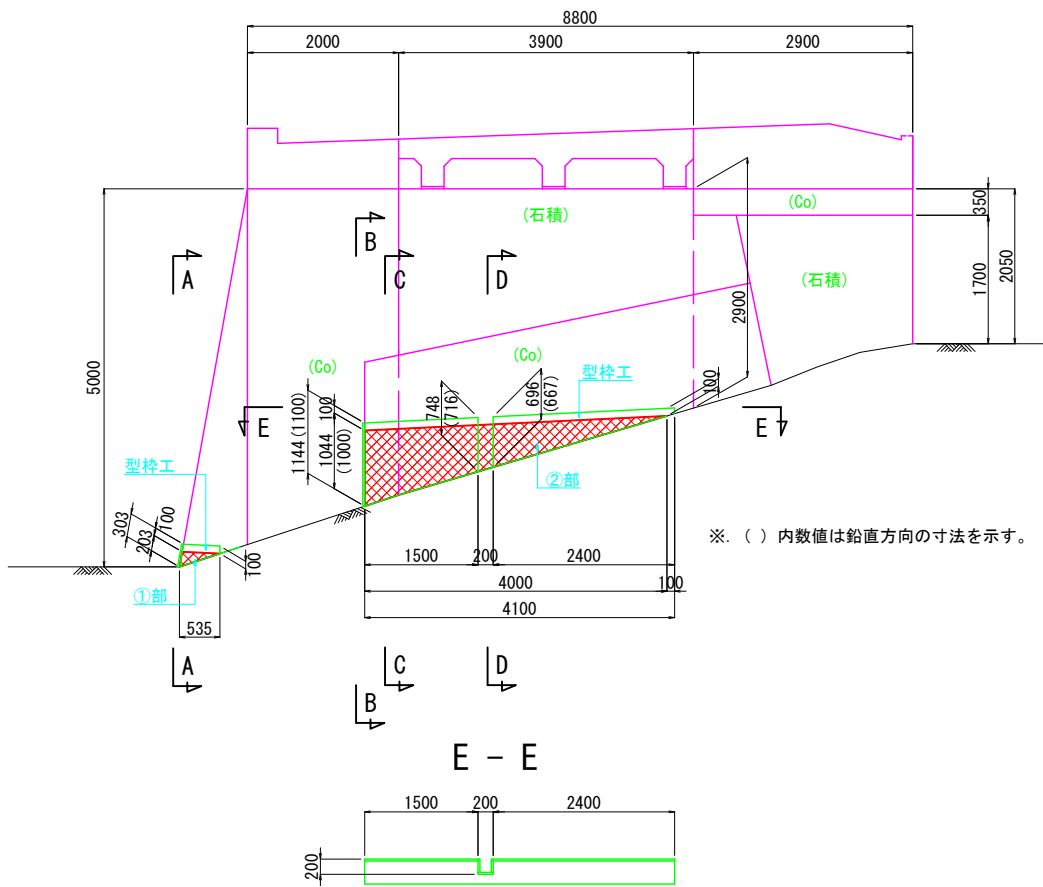 8800
2000
3900
2900
(石積)
(Co)
350
B
A
C
D
(石積)
1700
2050
2900
5000
(Co)
(Co)
型枠工
100
696
(667)
748
(716)
100
1144(1100)
1044
(1000)
E
E
型枠工
②部
303
100
203
※. ( ) 内数値は鉛直方向の寸法を示す。
100
①部
1500
200
2400
4000
100
4100
535
A
C
D
B
E - E
1500
200
2400
200